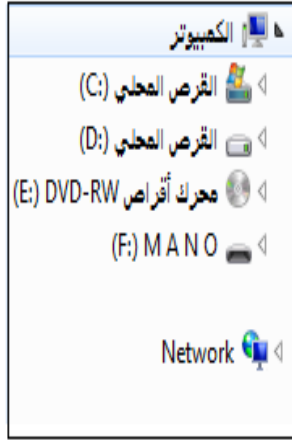 الكمبيوتر
القرص المحلي (C:)
القرص المحلي (D:)
محرك أقراص DVD-RW (E:)
M A N O (F:)
Network